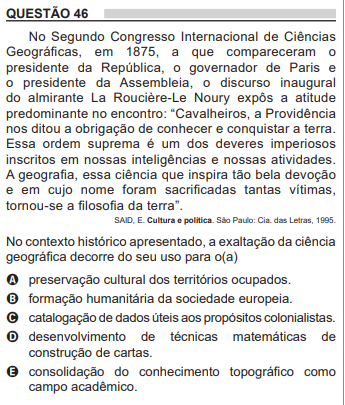 QUESTÃO 46
No Segundo Congresso Internacional de Ciências
Geográficas, em 1875, a que compareceram o
presidente da República, o governador de Paris e
o presidente da Assembleia, o discurso inaugural
do almirante La Roucière-Le Noury expôs a atitude
predominante no encontro: “Cavalheiros, a Providência
nos ditou a obrigação de conhecer e conquistar a terra.
Essa ordem suprema é um dos deveres imperiosos
inscritos em nossas inteligências e nossas atividades.
A geografia, essa ciência que inspira tão bela devoção
e em cujo nome foram sacrificadas tantas vítimas,
tornou-se a filosofia da terra”.
SAID, E. Cultura e política. São Paulo: Cia. das Letras, 1995.
No contexto histórico apresentado, a exaltação da ciência
geográfica decorre do seu uso para o(a)
A preservação cultural dos territórios ocupados.
B formação humanitária da sociedade europeia.
C catalogação de dados úteis aos propósitos colonialistas.
D desenvolvimento de técnicas matemáticas de
construção de cartas.
E consolidação do conhecimento topográfico como
campo acadêmico.